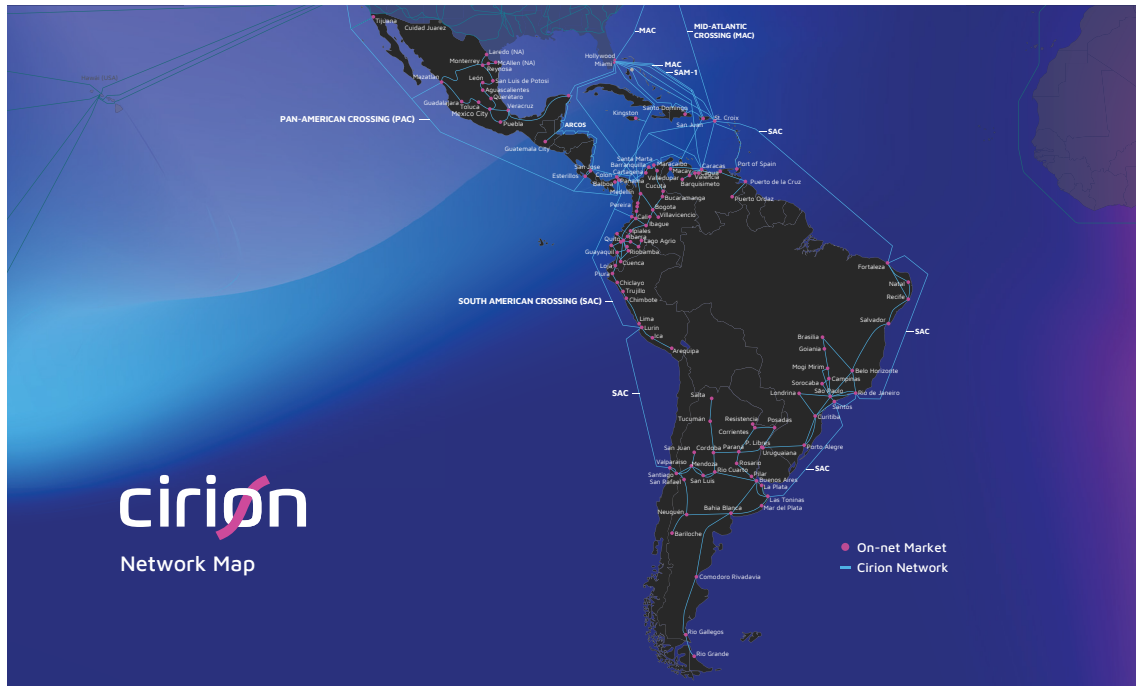 MAC
MID-ATLANTIC
CROSSING (MAC)
Tijuana
Cuidad Juarez
Laredo (NA)
Hollywood
Miami
MAC
SAM-1
Monterrey
McAllen (NA)
Reynosa
Hawaii (USA)
Mazatlan
León
San Luis de Potosi
Aguascalientes
Querétaro
Guadalajara
Toluca
Mexico City
Veracruz
Puebla
PAN-AMERICAN CROSSING (PAC)
ARCOS
Kingston
Santo Domingo
San Juan
St. Croix
SAC
Guatemala City
San Jose
Esterillos
Colón
Balboa
Panama
Santa Marta
Barranquilla
Cartagena
Maracaibo
Macay
Valledupar
Cucuta
Caracas
Cagua
Valencia
Barquisimeto
Port of Spain
Puerto de la Cruz
Puerto Ordaz
Medellin
Bucaramanga
Pereira
Bogota
Cali
Villavicencio
Ibague
Ipiales
Quito
Ibarra
Lago Agrio
Guayaquil
Riobamba
Loja
Cuenca
Piura
Chiclayo
Trujillo
Chimbote
SOUTH AMERICAN CROSSING (SAC)
Lima
Lurin
Ica
Arequipa
Fortaleza
Natal
Recife
Salvador
SAC
Brasilia
Goiania
Mogi Mirim
Belo Horizonte
Campinas
Sorocaba
São Paulo
Londrina
Rio de Janeiro
Santos
Curitiba
SAC
Salta
Tucumán
Resistencia
Corrientes
Posadas
P. Libres
Uruguaiana
Porto Alegre
San Juan
Cordoba
Paraná
SAC
Valparaiso
Mendoza
Rosario
Santiago
San Rafael
San Luis
Rio Cuarto
Pilar
Buenos Aires
La Plata
Las Toninas
Mar del Plata
Neuquén
Bahia Blanca
Bariloche
Comodoro Rivadavia
Rio Gallegos
Rio Grande
cirion
Network Map
On-net Market
Cirion Network